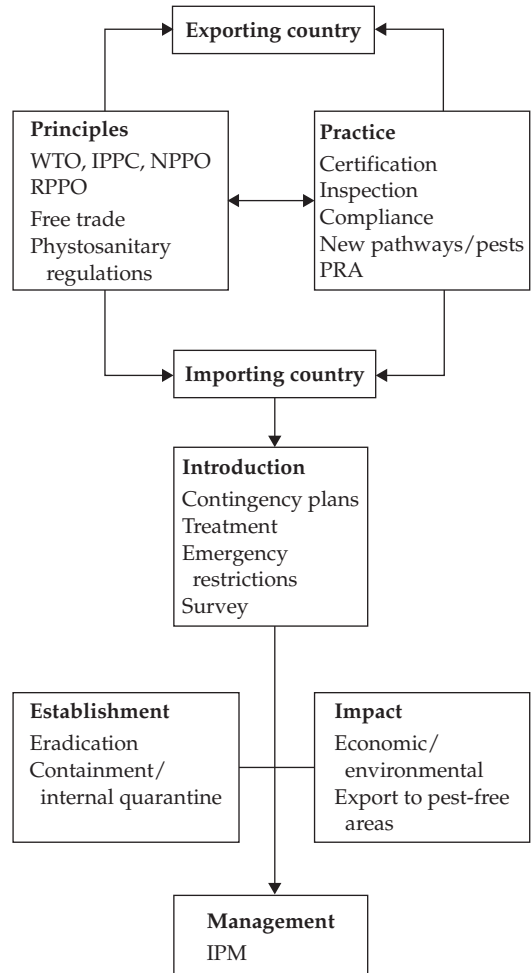 Exporting country
Principles
WTO, IPPC, NPPO
RPPO
Free trade
Phystosanitary
regulations
Practice
Certification
Inspection
Compliance
New pathways/pests
PRA
Importing country
Introduction
Contingency plans
Treatment
Emergency
restrictions
Survey
Establishment
Eradication
Containment/
internal quarantine
Impact
Economic/
environmental
Export to pest-free
areas
Management
IPM